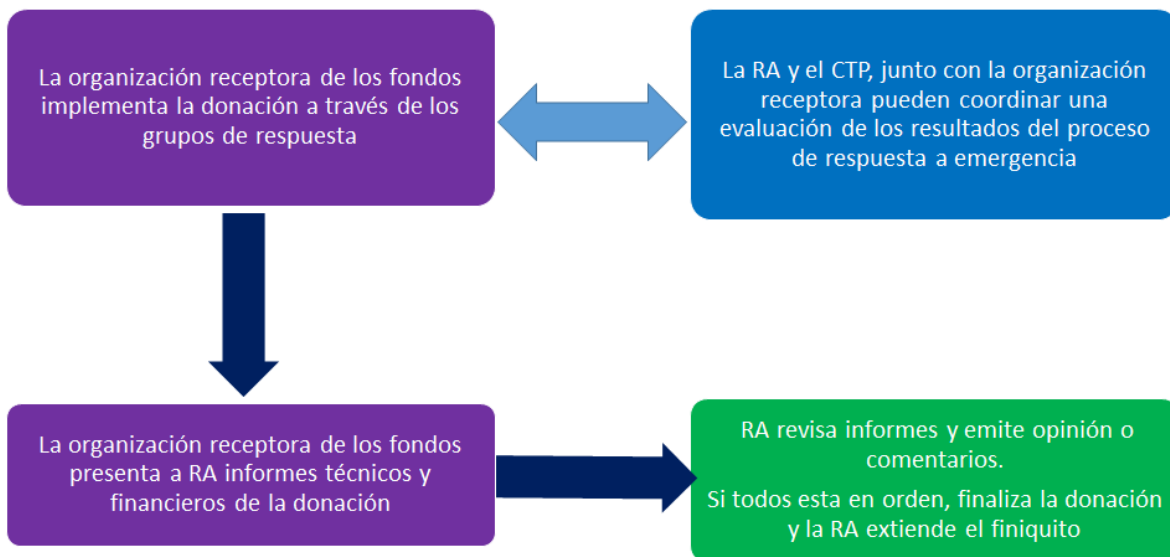 La organización receptora de los fondos
implementa la donación a través de los
grupos de respuesta
La RA y el CTP, junto con la organización
receptora pueden coordinar una
evaluación de los resultados del proceso
de respuesta a emergencia
La organización receptora de los fondos
presenta a RA informes técnicos y
financieros de la donación
RA revisa informes y emite opinión o
comentarios.
Si todos esta en orden, finaliza la donación
y la RA extiende el finiquito